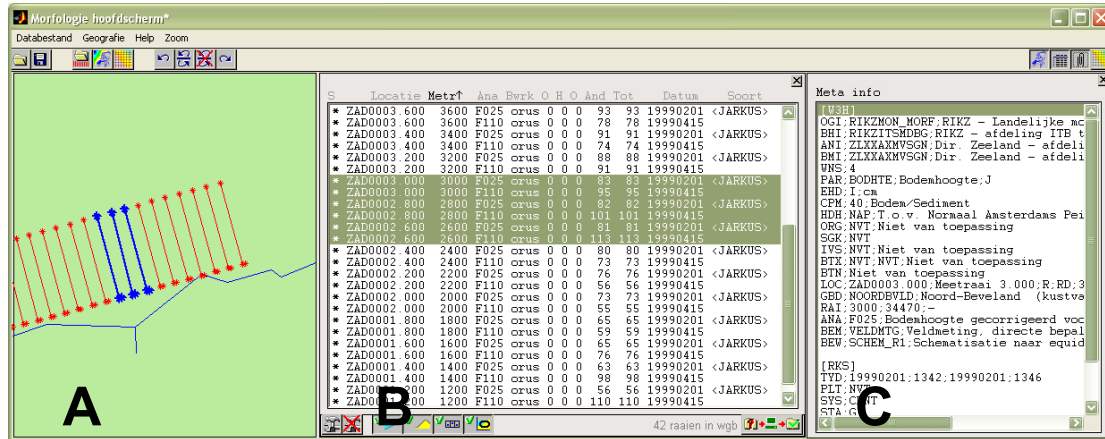 Morfologie hoofdscherm*
Databestand Geografie Help Zoom
S Locatie Metr↑ Ana Bwrk O H O And Tot Datum Soort
* ZAD0003.600 3600 F025 orus 0 0 0 93 93 19990201 <JARKUS>
* ZAD0003.600 3600 F110 orus 0 0 0 78 78 19990415
* ZAD0003.400 3400 F025 orus 0 0 0 91 91 19990201 <JARKUS>
* ZAD0003.400 3400 F110 orus 0 0 0 74 74 19990415
* ZAD0003.200 3200 F025 orus 0 0 0 88 88 19990201 <JARKUS>
* ZAD0003.200 3200 F110 orus 0 0 0 91 91 19990415
* ZAD0003.000 3000 F025 orus 0 0 0 83 83 19990201 <JARKUS>
* ZAD0003.000 3000 F110 orus 0 0 0 95 95 19990415
* ZAD0002.800 2800 F025 orus 0 0 0 82 82 19990201 <JARKUS>
* ZAD0002.800 2800 F110 orus 0 0 0 101 101 19990415
* ZAD0002.600 2600 F025 orus 0 0 0 81 81 19990201 <JARKUS>
* ZAD0002.600 2600 F110 orus 0 0 0 113 113 19990415
* ZAD0002.400 2400 F025 orus 0 0 0 80 80 19990201 <JARKUS>
* ZAD0002.400 2400 F110 orus 0 0 0 73 73 19990415
* ZAD0002.200 2200 F025 orus 0 0 0 76 76 19990201 <JARKUS>
* ZAD0002.200 2200 F110 orus 0 0 0 56 56 19990415
* ZAD0002.000 2000 F025 orus 0 0 0 73 73 19990201 <JARKUS>
* ZAD0002.000 2000 F110 orus 0 0 0 55 55 19990415
* ZAD0001.800 1800 F025 orus 0 0 0 65 65 19990201 <JARKUS>
* ZAD0001.800 1800 F110 orus 0 0 0 59 59 19990415
* ZAD0001.600 1600 F025 orus 0 0 0 65 65 19990201 <JARKUS>
* ZAD0001.600 1600 F110 orus 0 0 0 76 76 19990415
* ZAD0001.400 1400 F025 orus 0 0 0 63 63 19990201 <JARKUS>
* ZAD0001.400 1400 F110 orus 0 0 0 98 98 19990415
* ZAD0001.200 1200 F025 orus 0 0 0 56 56 19990201 <JARKUS>
* ZAD0001.200 1200 F110 orus 0 0 0 110 110 19990415
42 raaien in wgb
Meta info
[W3H]
OGI;RIKZMON_MORF;RIKZ - Landelijke mo
BHI;RIKZITSMDBG;RIKZ - afdeling ITB t
ANI;ZLXXAXMVSGN;Dir. Zeeland - afdeli
BMI;ZLXXAXMVSGN;Dir. Zeeland - afdeli
WNS;4
PAR;BODHTE;Bodemhoogte;J
EHD;I;cm
CPM;40;Bodem/Sediment
HDH;NAP;T.o.v. Normaal Amsterdams Pei
ORG;NVT;Niet van toepassing
SGK;NVT
IVS;NVT;Niet van toepassing
BTX;NVT;NVT;Niet van toepassing
BTN;Niet van toepassing
LOC;ZAD0003.000;Meetraai 3.000;R;RD;3
GBD;NOORDBVLD;Noord-Beveland (kustva
RAI;3000;34470;-
ANA;F025;Bodemhoogte gecorrigeerd voc
BEM;VELDMTG;Veldmeting, directe bepal
BEW;SCHEM_R1;Schematisatie naar equid
[RKS]
TYD;19990201;1342;19990201;1346
PLT;NVT
SYS;CENT
STA;G
A
B
C